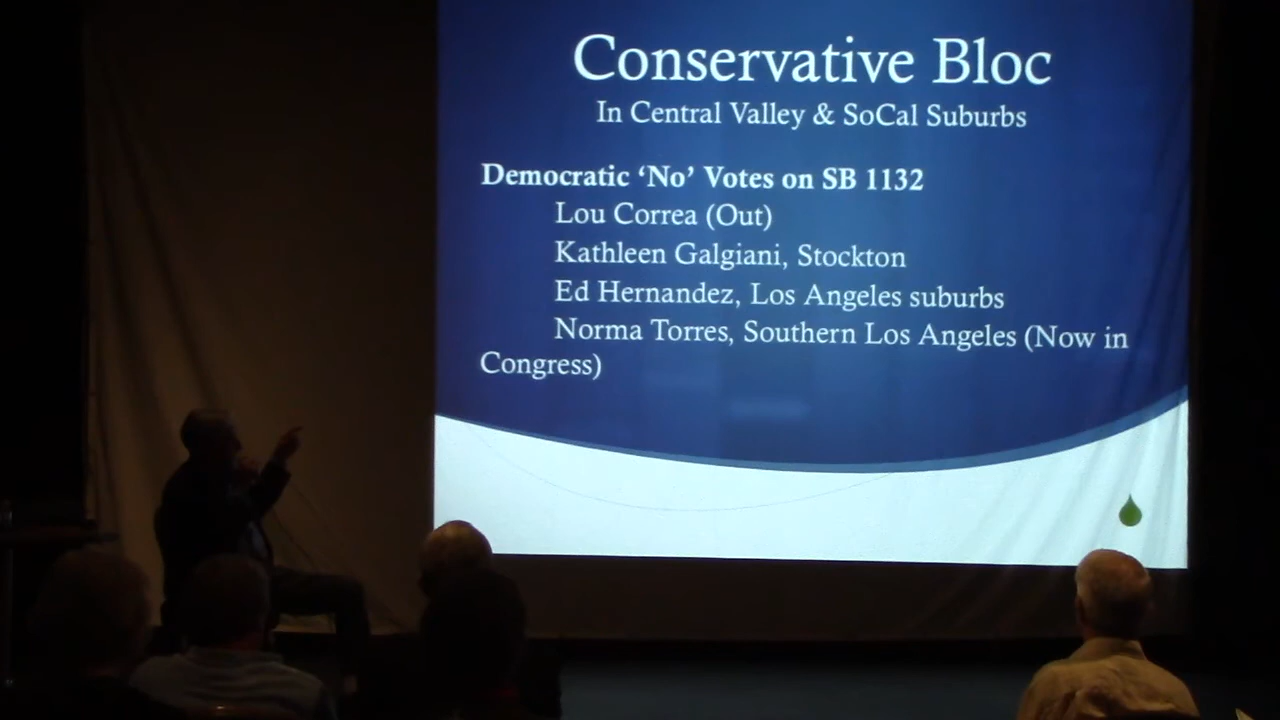 Conservative Bloc
In Central Valley & SoCal Suburbs
Democratic ‘No’ Votes on SB 1132
Lou Correa (Out)
Kathleen Galgiani, Stockton
Ed Hernandez, Los Angeles suburbs
Norma Torres, Southern Los Angeles (Now in
Congress)